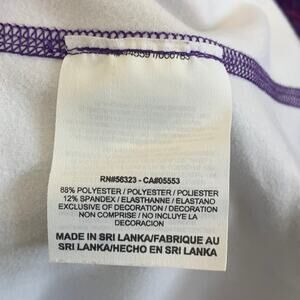 RN#56323 - CA#05553
88% POLYESTER / POLYESTER / POLIESTER
12% SPANDEX / ELASTHANNE / ELASTANO
EXCLUSIVE OF DECORATION / DECORATION
NON COMPRISE / NO INCLUYE LA
DECORACION
MADE IN SRI LANKA/FABRIQUE AU
SRI LANKA/HECHO EN SRI LANKA